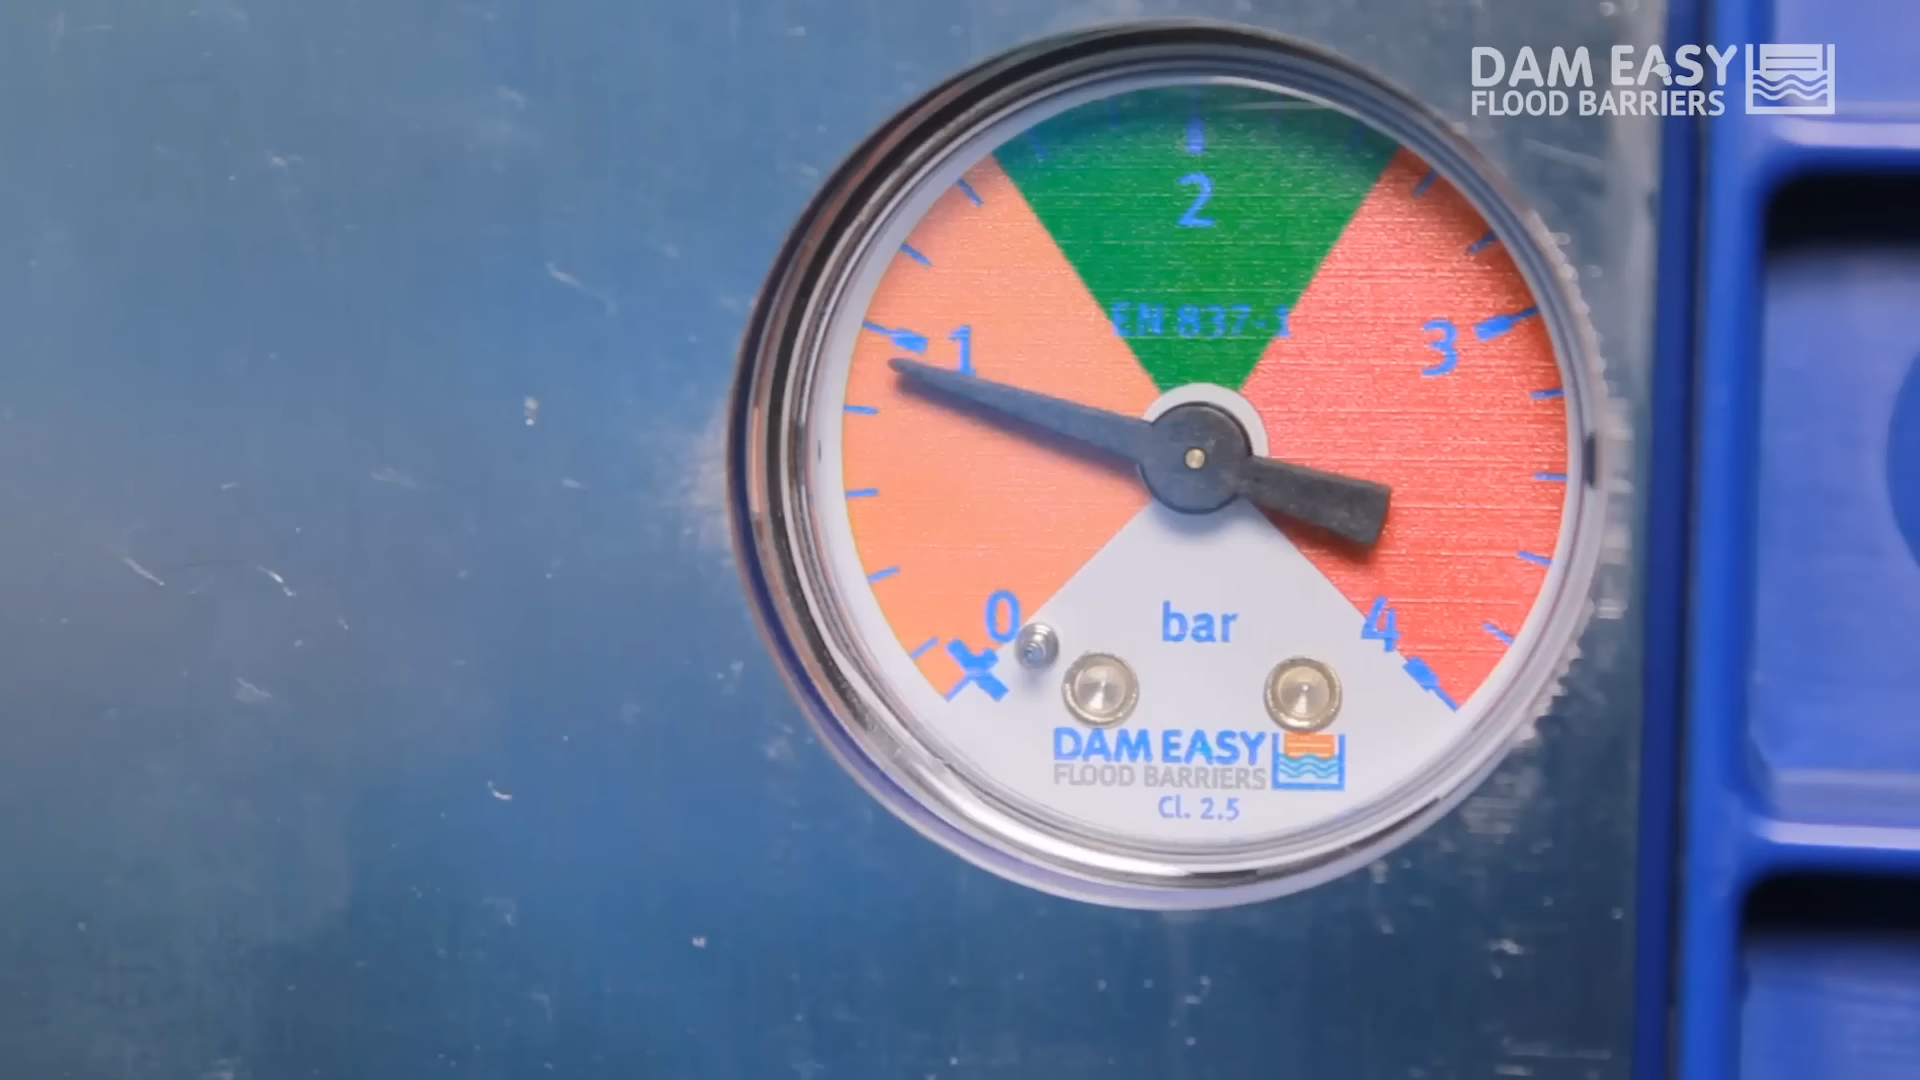 DAM EASY
FLOOD BARRIERS
2
EN 837-1
1
3
0
bar
4
DAM EASY
FLOOD BARRIERS
Cl. 2.5